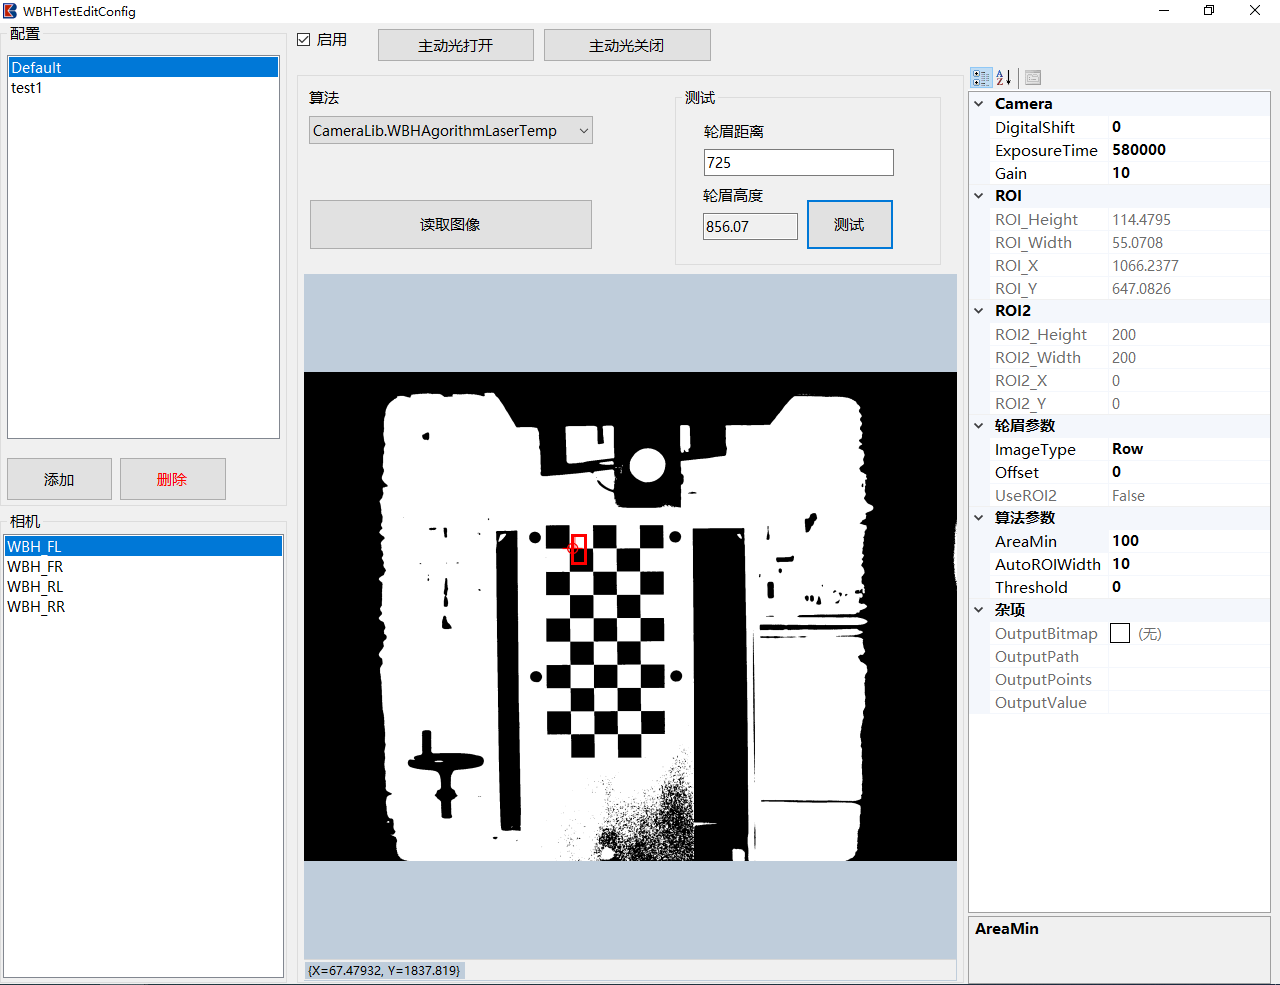 WBHTestEditConfig
配置
Default
test1
添加
删除
相机
WBH_FL
WBH_FR
WBH_RL
WBH_RR
启用
主动光打开
主动光关闭
算法
CameraLib.WBHAgorithmLaserTemp
读取图像
测试
轮眉距离
725
轮眉高度
856.07
测试
{X=67.47932, Y=1837.819}
Camera
DigitalShift 0
ExposureTime 580000
Gain 10
ROI
ROI_Height 114.4795
ROI_Width 55.0708
ROI_X 1066.2377
ROI_Y 647.0826
ROI2
ROI2_Height 200
ROI2_Width 200
ROI2_X 0
ROI2_Y 0
轮眉参数
ImageType Row
Offset 0
UseROI2 False
算法参数
AreaMin 100
AutoROIWidth 10
Threshold 0
杂项
OutputBitmap (无)
OutputPath
OutputPoints
OutputValue
AreaMin